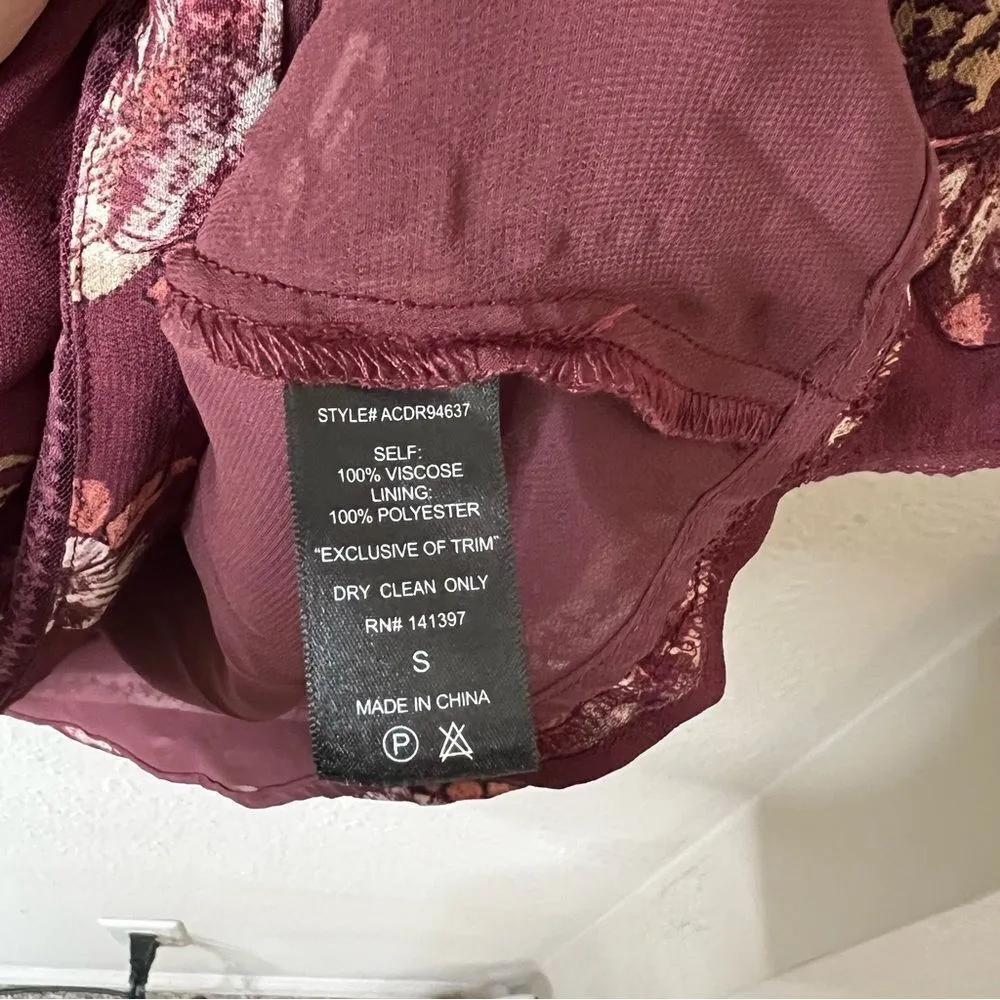 STYLE# ACDR94637
SELF:
100% VISCOSE
LINING:
100% POLYESTER
“EXCLUSIVE OF TRIM”
DRY CLEAN ONLY
RN# 141397
S
MADE IN CHINA
P